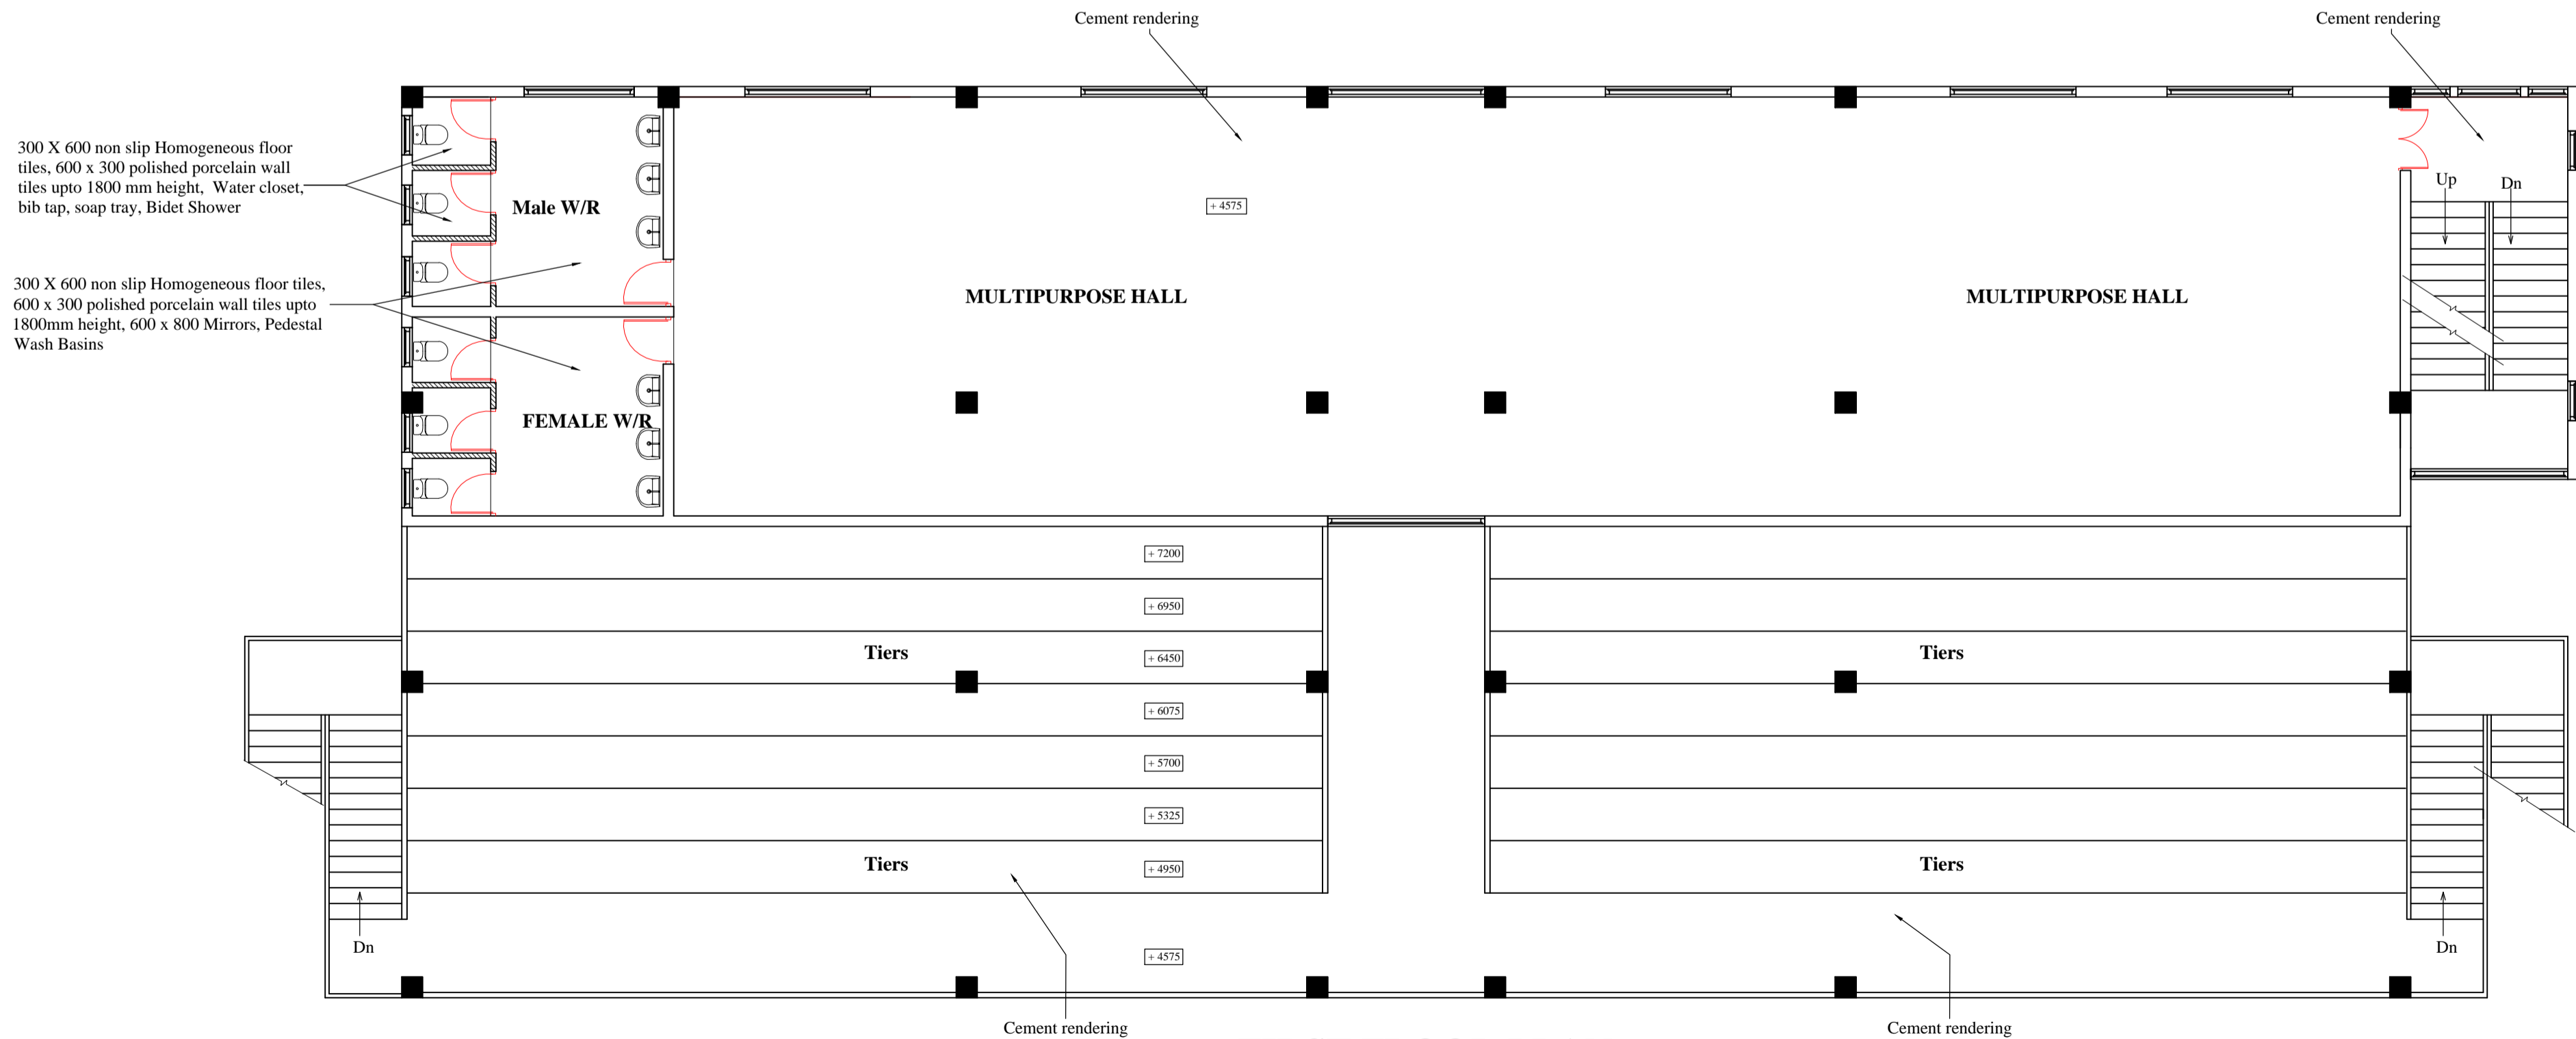 Cement rendering
Cement rendering
300 X 600 non slip Homogeneous floor
tiles, 600 x 300 polished porcelain wall
tiles upto 1800 mm height, Water closet,
bib tap, soap tray, Bidet Shower
Male W/R
+ 4575
Up
Dn
300 X 600 non slip Homogeneous floor tiles,
600 x 300 polished porcelain wall tiles upto
1800mm height, 600 x 800 Mirrors, Pedestal
Wash Basins
MULTIPURPOSE HALL
MULTIPURPOSE HALL
FEMALE W/R
+ 7200
+ 6950
Tiers
+ 6450
Tiers
+ 6075
+ 5700
+ 5325
Tiers
+ 4950
Tiers
Dn
+ 4575
Dn
Cement rendering
Cement rendering